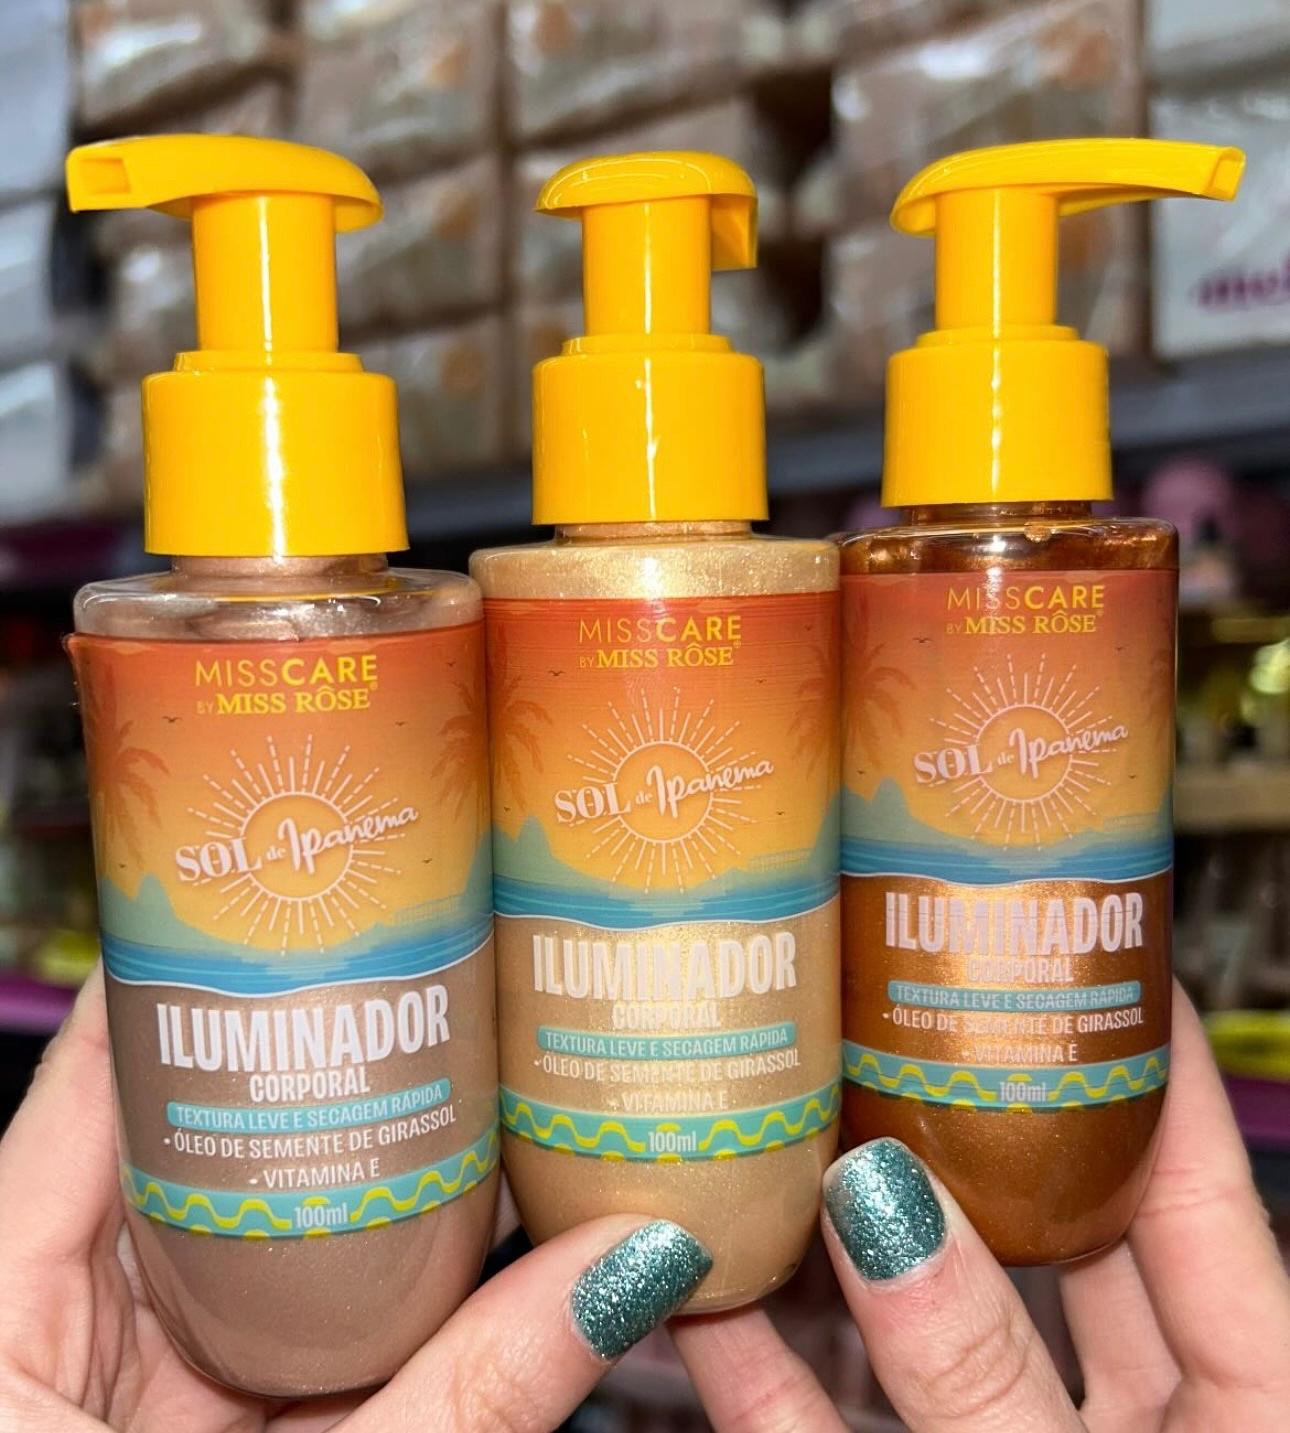 MISSCARE
BY MISS RÔSE®
SOL de Ipanema
ILUMINADOR
CORPORAL
TEXTURA LEVE E SECAGEM RÁPIDA
• ÓLEO DE SEMENTE DE GIRASSOL
• VITAMINA E
100ml
MISSCARE
BY MISS RÔSE®
SOL de Ipanema
ILUMINADOR
CORPORAL
TEXTURA LEVE E SECAGEM RÁPIDA
• ÓLEO DE SEMENTE DE GIRASSOL
• VITAMINA E
100ml
MISSCARE
BY MISS RÔSE®
SOL de Ipanema
ILUMINADOR
CORPORAL
TEXTURA LEVE E SECAGEM RÁPIDA
• ÓLEO DE SEMENTE DE GIRASSOL
• VITAMINA E
100ml